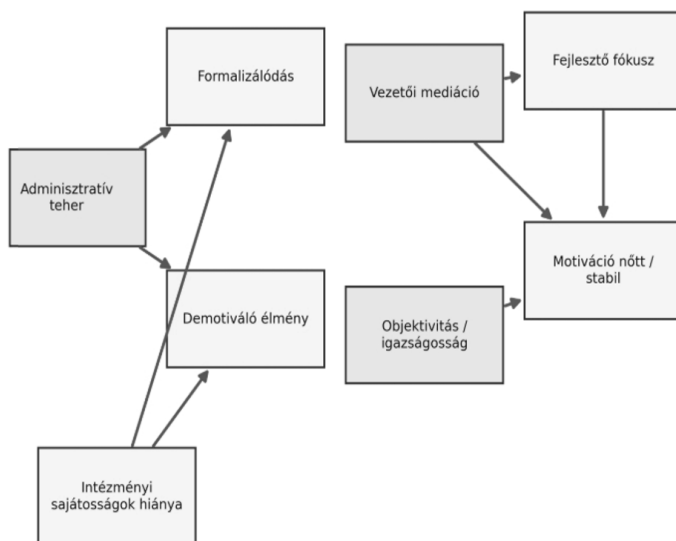 Formalizálódás
Adminisztratív
teher
Demotiváló élmény
Intézményi
sajátosságok hiánya
Vezetői mediáció
Fejlesztő fókusz
Motiváció nőtt /
stabil
Objektivitás /
igazságosság